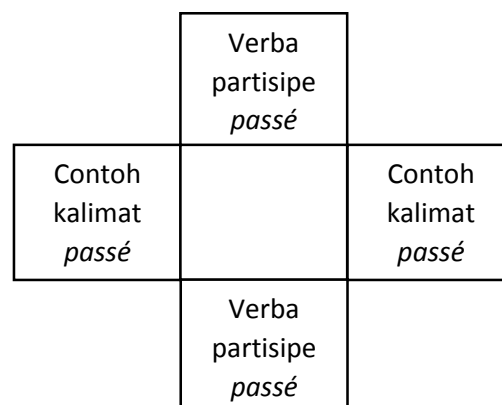 Verba
partisipe
passé
Contoh
kalimat
passé
Contoh
kalimat
passé
Verba
partisipe
passé